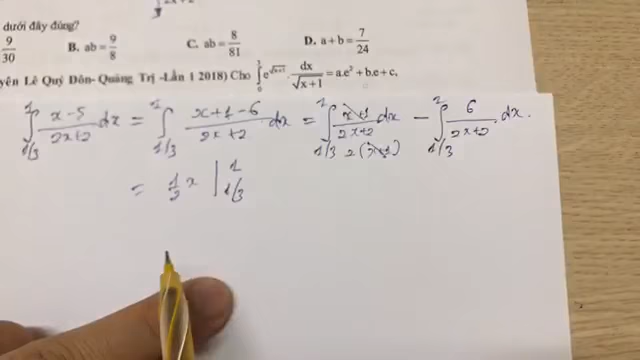 dưới đây đúng?
9/30 B. ab = 9/8 C. ab = 8/81 D. a + b = 7/24
yên Lê Quý Đôn- Quảng Trị -Lần 1 2018) Cho ∫₀³ e^√(x+1) . dx/√(x+1) = a.e² + b.e + c,
∫_{1/3}^{1} (x-5)/(2x+2) dx = ∫_{1/3}^{1} (x+1-6)/(2x+2) dx = ∫_{1/3}^{1} (x+1)/(2x+2) dx - ∫_{1/3}^{1} 6/(2x+2) dx.
2(x+1)
= 1/2 x |_{1/3}^{1}